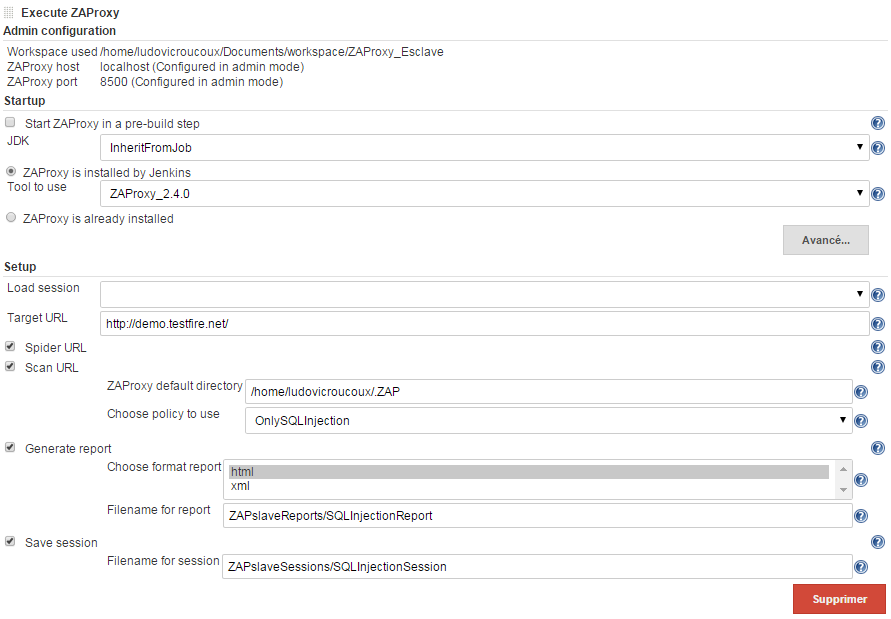 Execute ZAProxy
Admin configuration
Workspace used /home/ludovicroucoux/Documents/workspace/ZAProxy_Esclave
ZAProxy host localhost (Configured in admin mode)
ZAProxy port 8500 (Configured in admin mode)
Startup
Start ZAProxy in a pre-build step
JDK
InheritFromJob
ZAProxy is installed by Jenkins
Tool to use
ZAProxy_2.4.0
ZAProxy is already installed
Avancé...
Setup
Load session
Target URL
http://demo.testfire.net/
Spider URL
Scan URL
ZAProxy default directory
/home/ludovicroucoux/.ZAP
Choose policy to use
OnlySQLInjection
Generate report
Choose format report
html
xml
Filename for report
ZAPslaveReports/SQLInjectionReport
Save session
Filename for session
ZAPslaveSessions/SQLInjectionSession
Supprimer